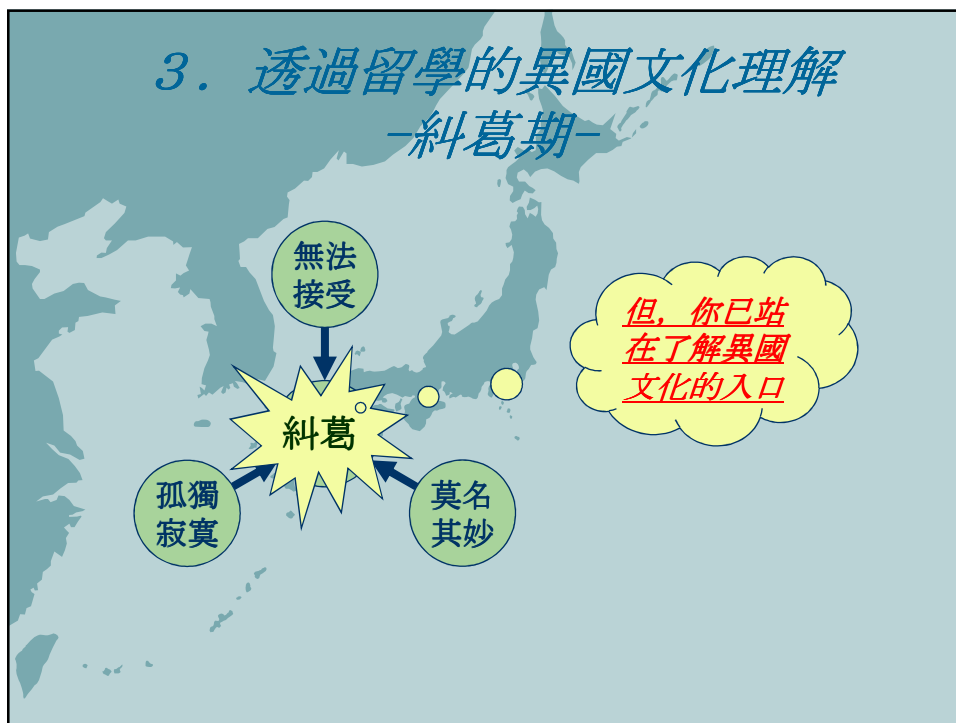 ３．透過留學的異國文化理解
-糾葛期-
無法
接受
糾葛
孤獨
寂寞
莫名
其妙
但，你已站
在了解異國
文化的入口